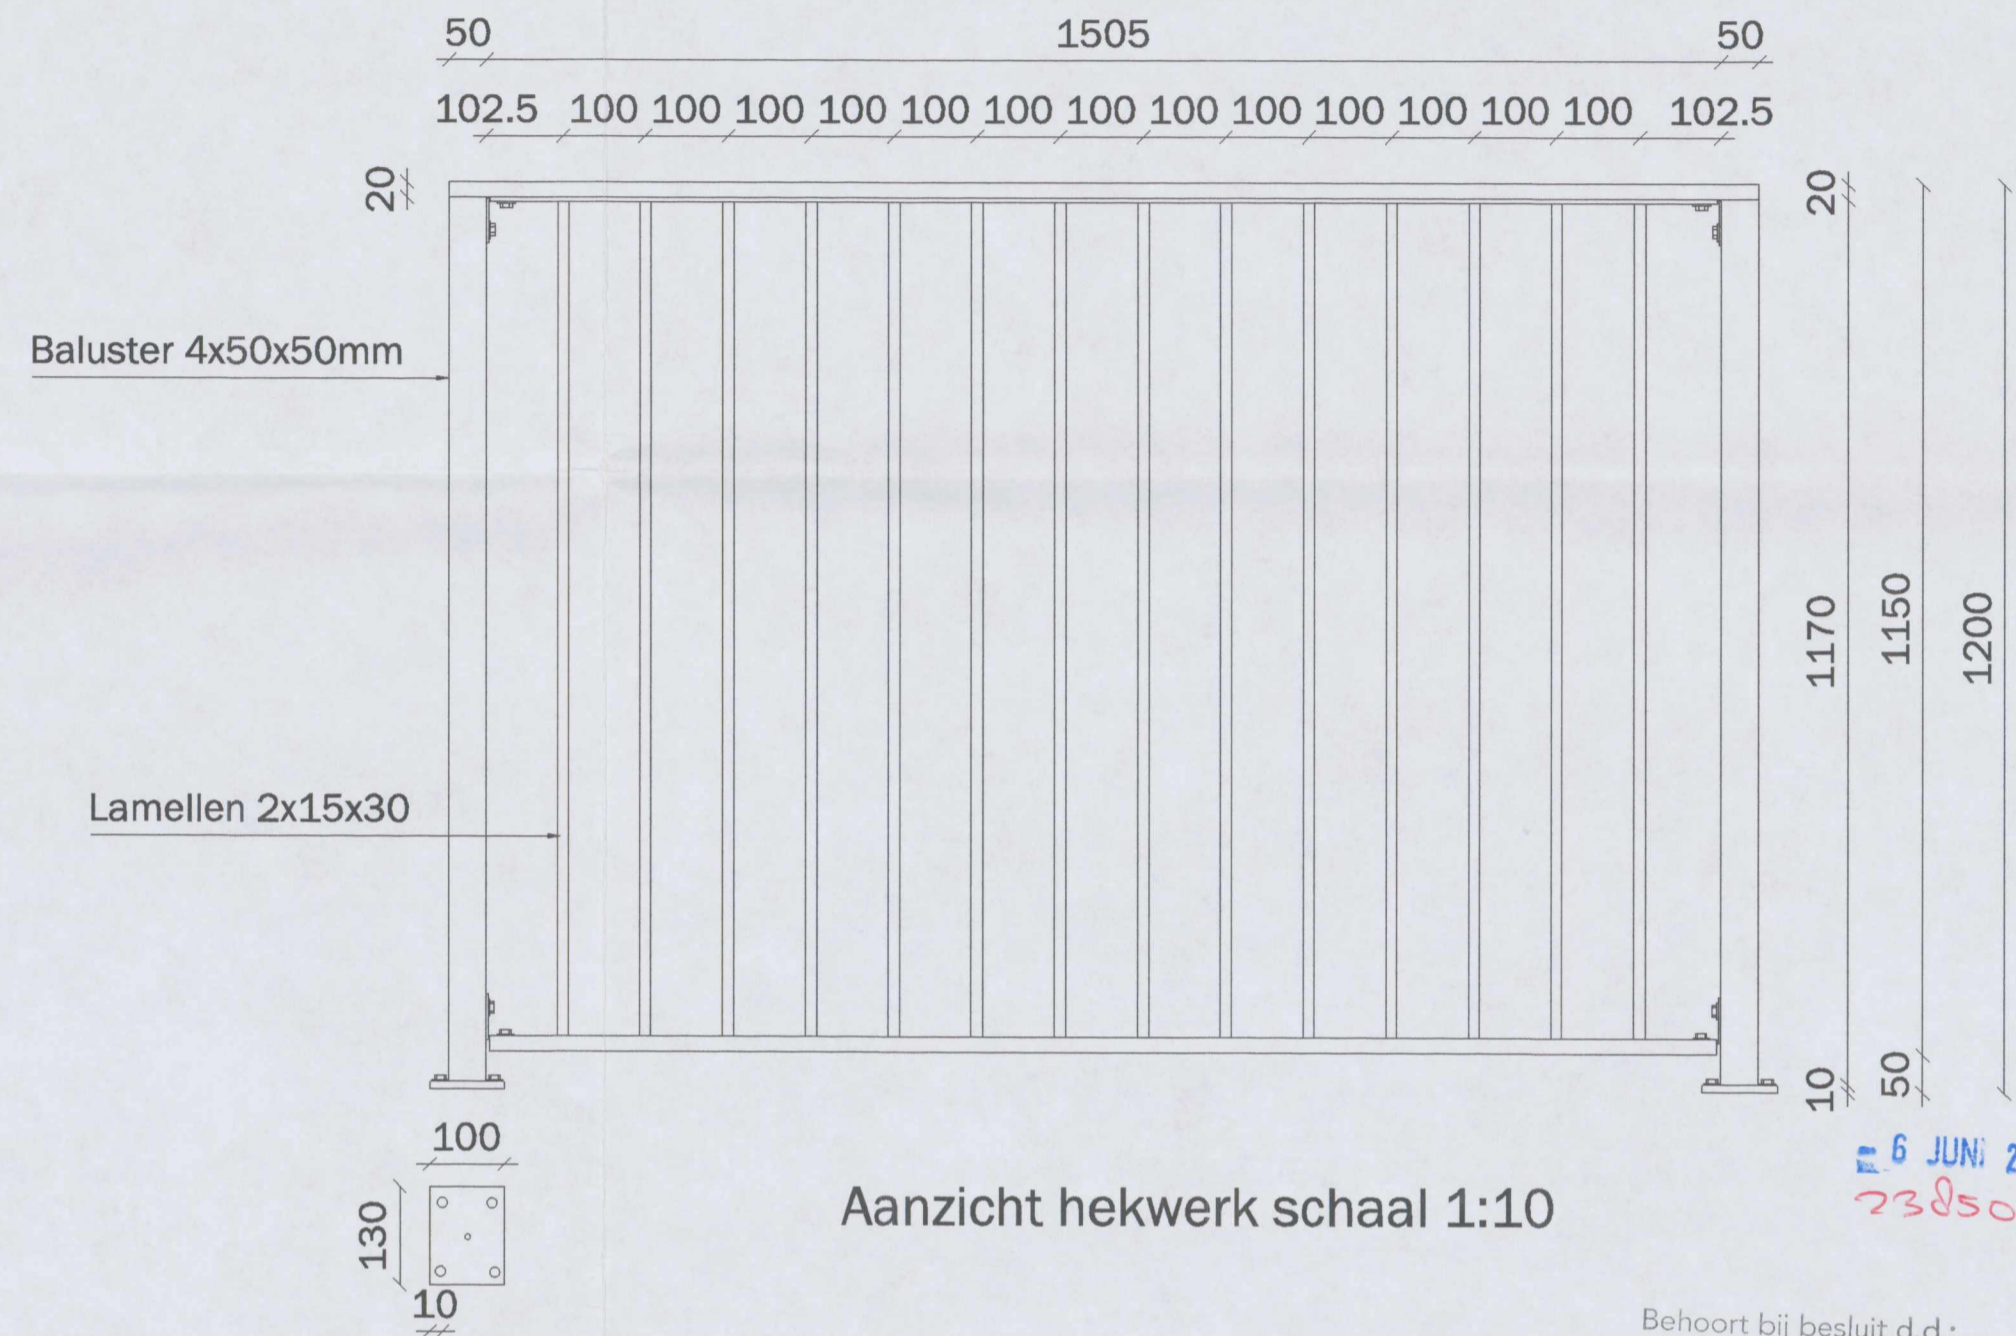 50 1505 50
102.5 100 100 100 100 100 100 100 100 100 100 100 100 100 102.5
20
20
Baluster 4x50x50mm
Lamellen 2x15x30
1170
1150
1200
10
50
100
130
10
Aanzicht hekwerk schaal 1:10
6 JUNI 2
23850
Behoort bij besluit d.d.: